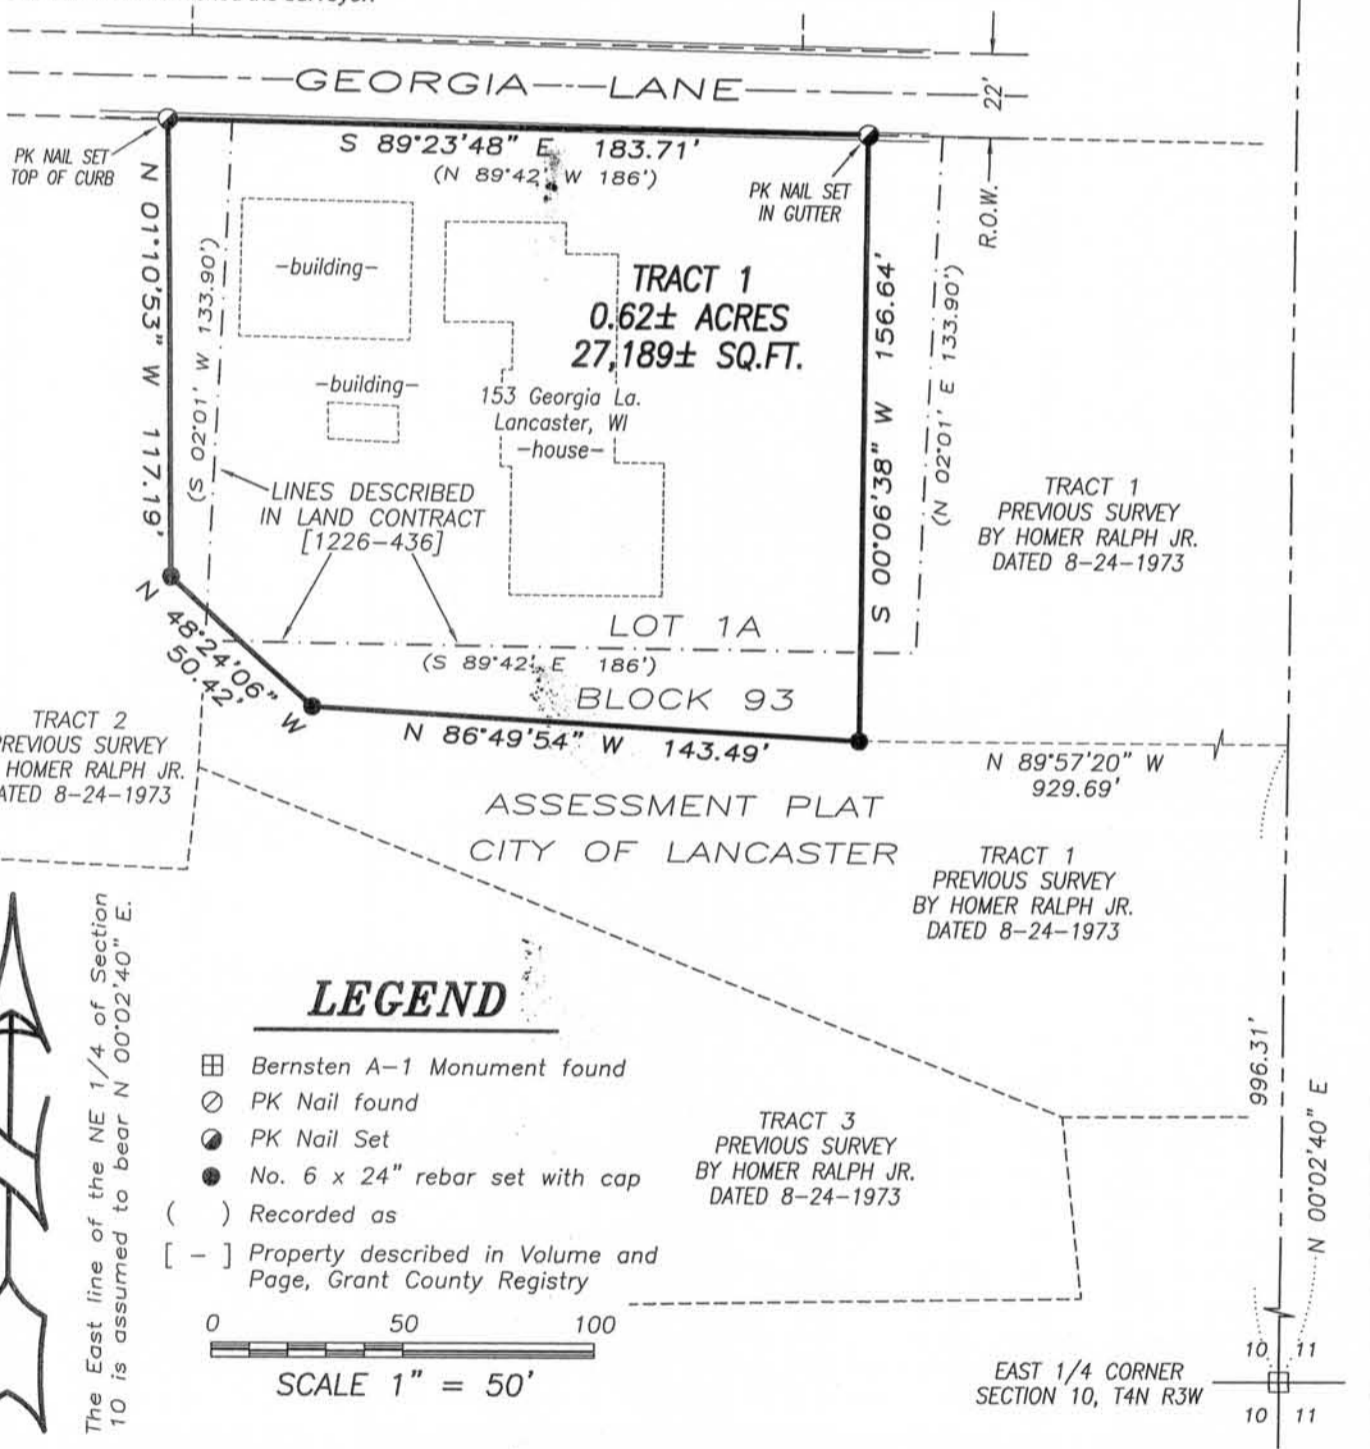 the surveyor.
GEORGIA LANE
22'
R.O.W.
PK NAIL SET
TOP OF CURB
S 89°23'48" E 183.71'
(N 89°42' W 186')
PK NAIL SET
IN GUTTER
N 01°10'53" W 117.19'
(S 02°01' W 133.90')
-building-
-building-
TRACT 1
0.62± ACRES
27,189± SQ.FT.
153 Georgia La.
Lancaster, WI
-house-
S 00°06'38" W 156.64'
(N 02°01' E 133.90')
LINES DESCRIBED
IN LAND CONTRACT
[1226-436]
TRACT 1
PREVIOUS SURVEY
BY HOMER RALPH JR.
DATED 8-24-1973
LOT 1A
(S 89°42' E 186')
BLOCK 93
N 48°24'06" W
50.42'
N 86°49'54" W 143.49'
N 89°57'20" W
929.69'
TRACT 2
PREVIOUS SURVEY
HOMER RALPH JR.
ATED 8-24-1973
ASSESSMENT PLAT
CITY OF LANCASTER
TRACT 1
PREVIOUS SURVEY
BY HOMER RALPH JR.
DATED 8-24-1973
The East line of the NE 1/4 of Section
10 is assumed to bear N 00°02'40" E.
LEGEND
Bernsten A-1 Monument found
PK Nail found
PK Nail Set
No. 6 x 24" rebar set with cap
( ) Recorded as
[ - ] Property described in Volume and
Page, Grant County Registry
0 50 100
SCALE 1" = 50'
TRACT 3
PREVIOUS SURVEY
BY HOMER RALPH JR.
DATED 8-24-1973
996.31'
N 00°02'40" E
EAST 1/4 CORNER
SECTION 10, T4N R3W
10 11
10 11